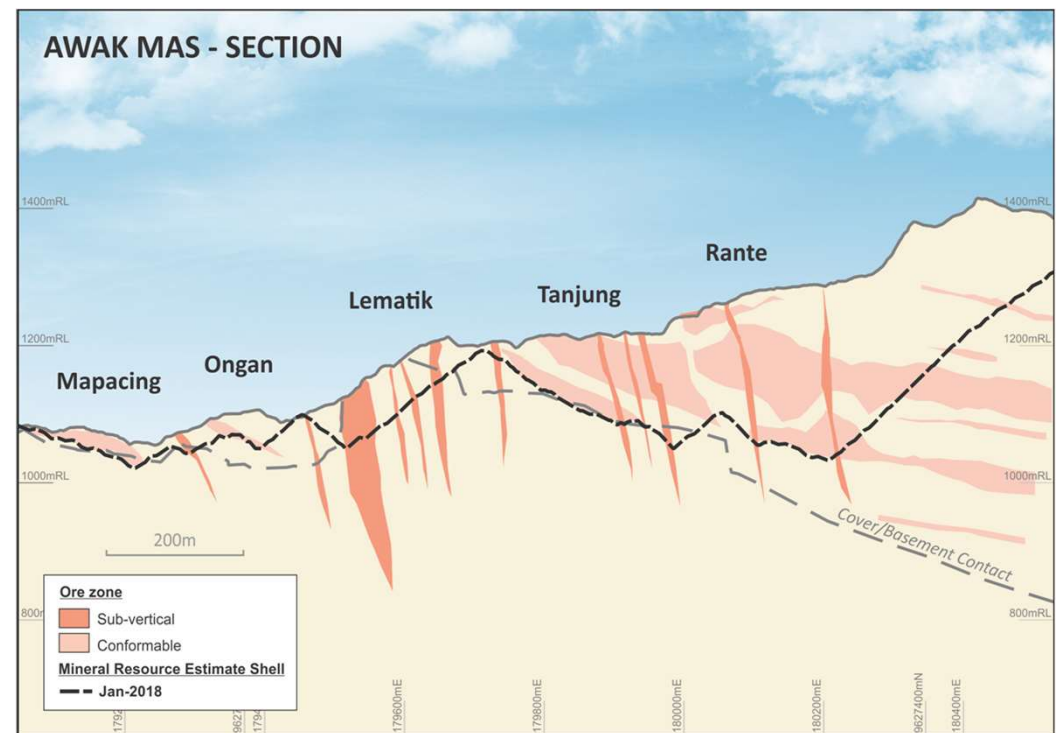 AWAK MAS - SECTION
1400mRL
1400mRL
Rante
Tanjung
Lematik
Ongan
Mapacing
1200mRL
1200mRL
1000mRL
1000mRL
Cover/Basement Contact
200m
Ore zone
Sub-vertical
Conformable
Mineral Resource Estimate Shell
Jan-2018
800mRL
179600mE
179800mE
180000mE
180200mE
9627400mN
180400mE